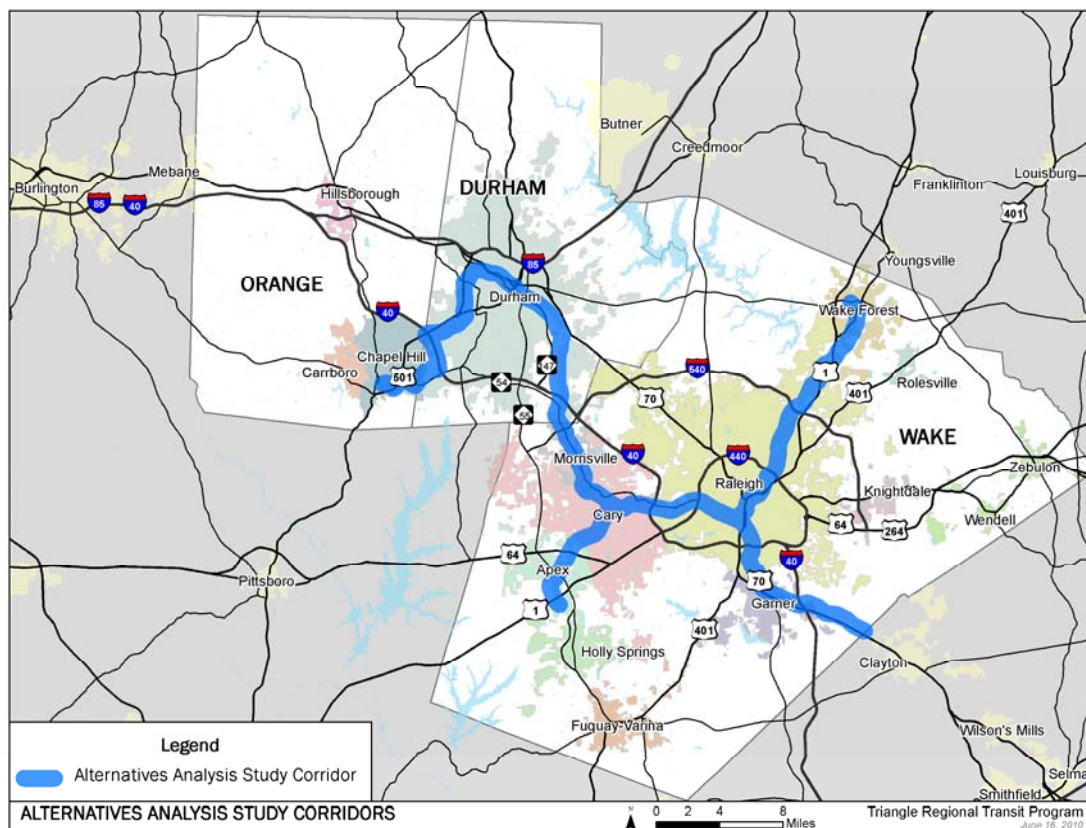 Butner
Creedmoor
Mebane
Burlington
Hillsborough
DURHAM
Franklinton
Louisburg
85
40
401
ORANGE
85
Youngsville
Durham
40
Wake Forest
Chapel Hill
Carrboro
501
147
54
540
1
401
Rolesville
70
55
WAKE
Morrisville
40
440
Raleigh
Zebulon
Knightdale
Cary
64
264
Wendell
64
Apex
40
Pittsboro
70
1
Garner
401
Holly Springs
Clayton
Fuquay-Varina
Wilson's Mills
Legend
Alternatives Analysis Study Corridor
Selma
Smithfield
ALTERNATIVES ANALYSIS STUDY CORRIDORS
N
0 2 4 8
Miles
Triangle Regional Transit Program
June 16, 2010